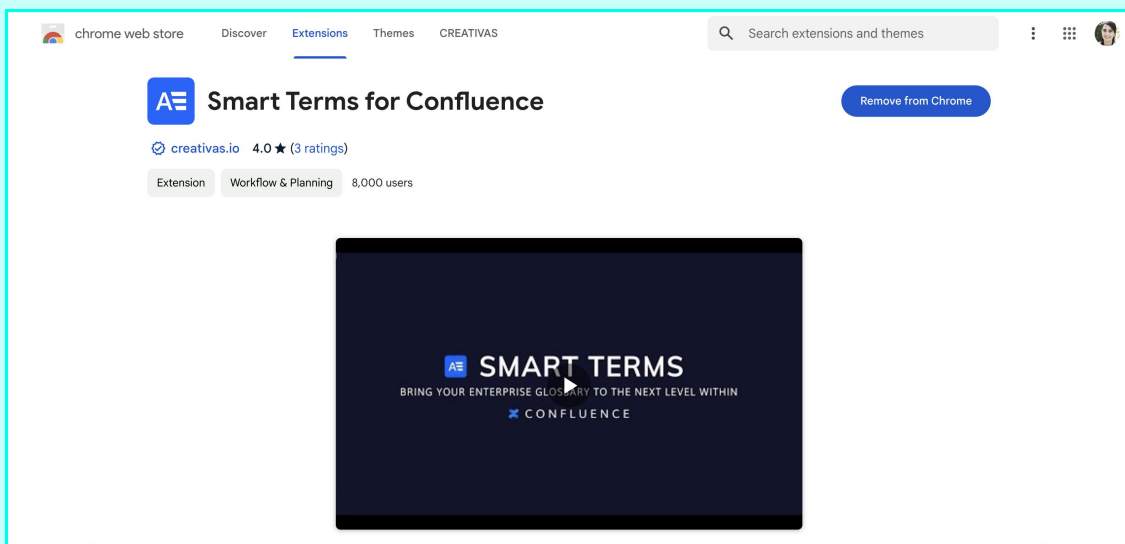 chrome web store Discover Extensions Themes CREATIVAS Search extensions and themes
AE Smart Terms for Confluence Remove from Chrome
creativas.io 4.0 ★ (3 ratings)
Extension Workflow & Planning 8,000 users
AE SMART TERMS
BRING YOUR ENTERPRISE GLOSSARY TO THE NEXT LEVEL WITHIN
CONFLUENCE